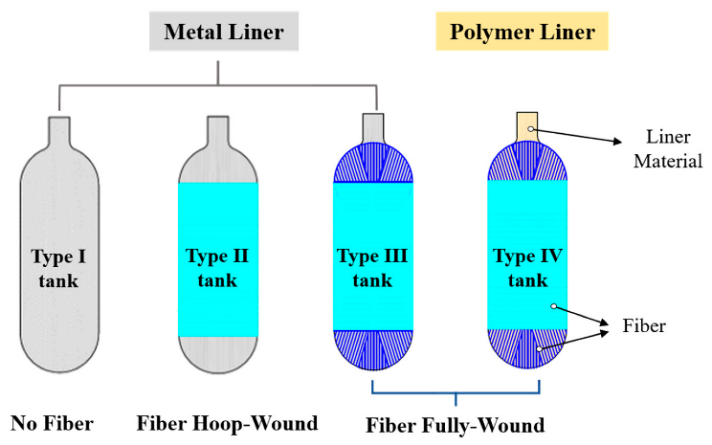 Metal Liner
Polymer Liner
Liner
Material
Type I
tank
Type II
tank
Type III
tank
Type IV
tank
Fiber
No Fiber
Fiber Hoop-Wound
Fiber Fully-Wound